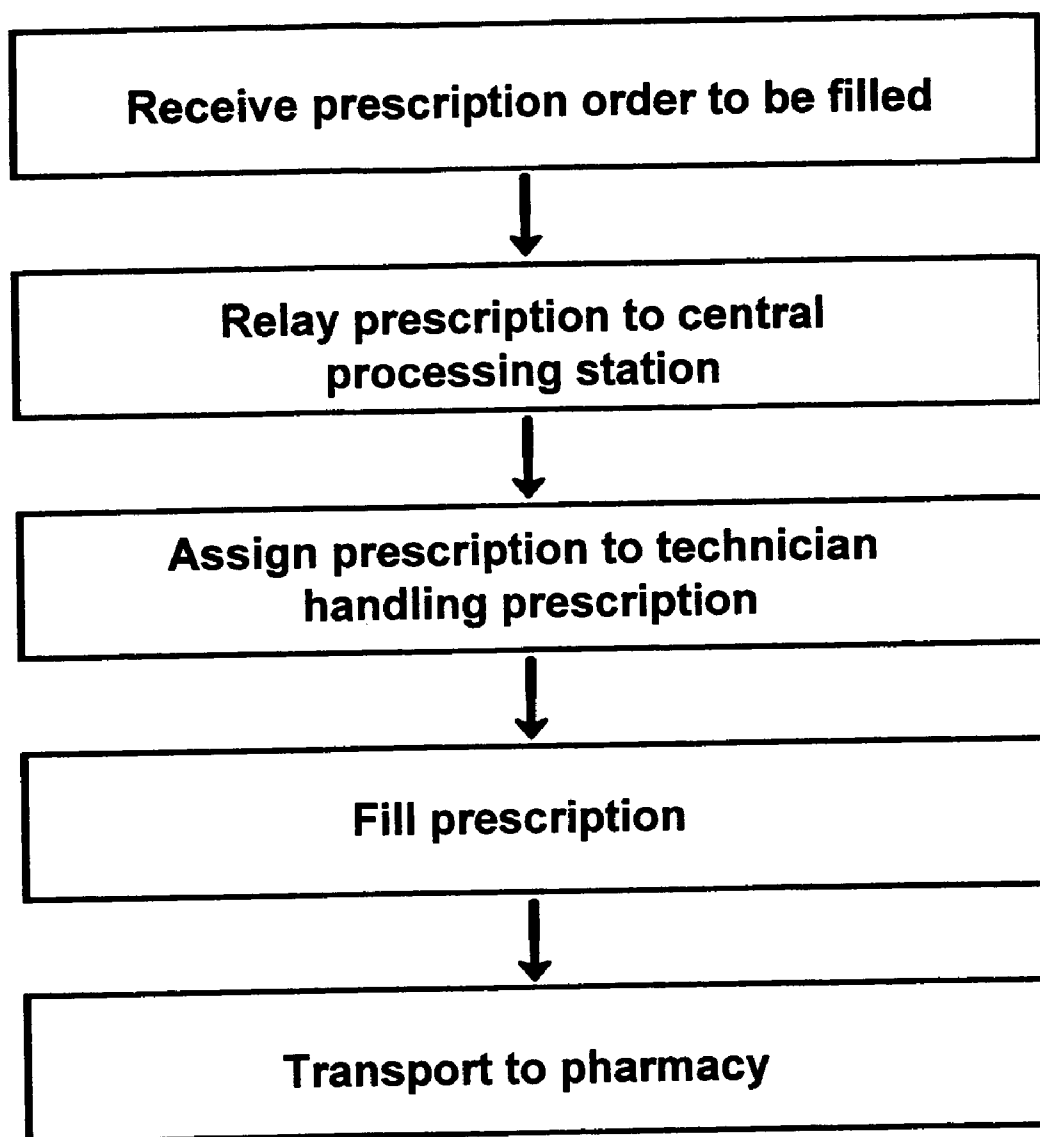 Receive prescription order to be filled
Relay prescription to central
processing station
Assign prescription to technician
handling prescription
Fill prescription
Transport to pharmacy